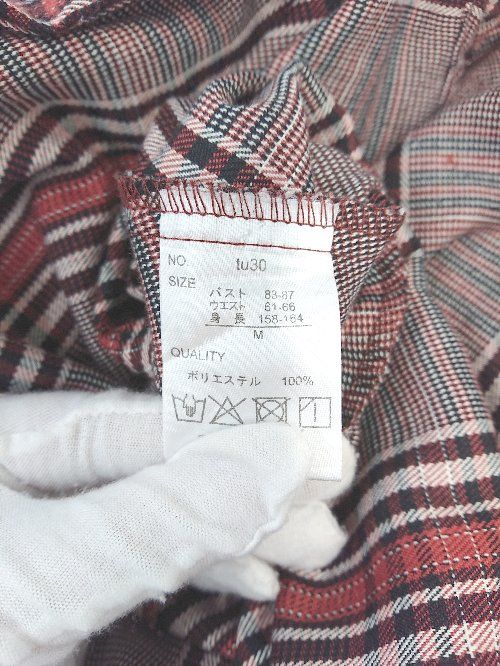 NO. tu30
SIZE
バスト 83-87
ウエスト 61-66
身 長 158-164
M
QUALITY
ポリエステル 100%